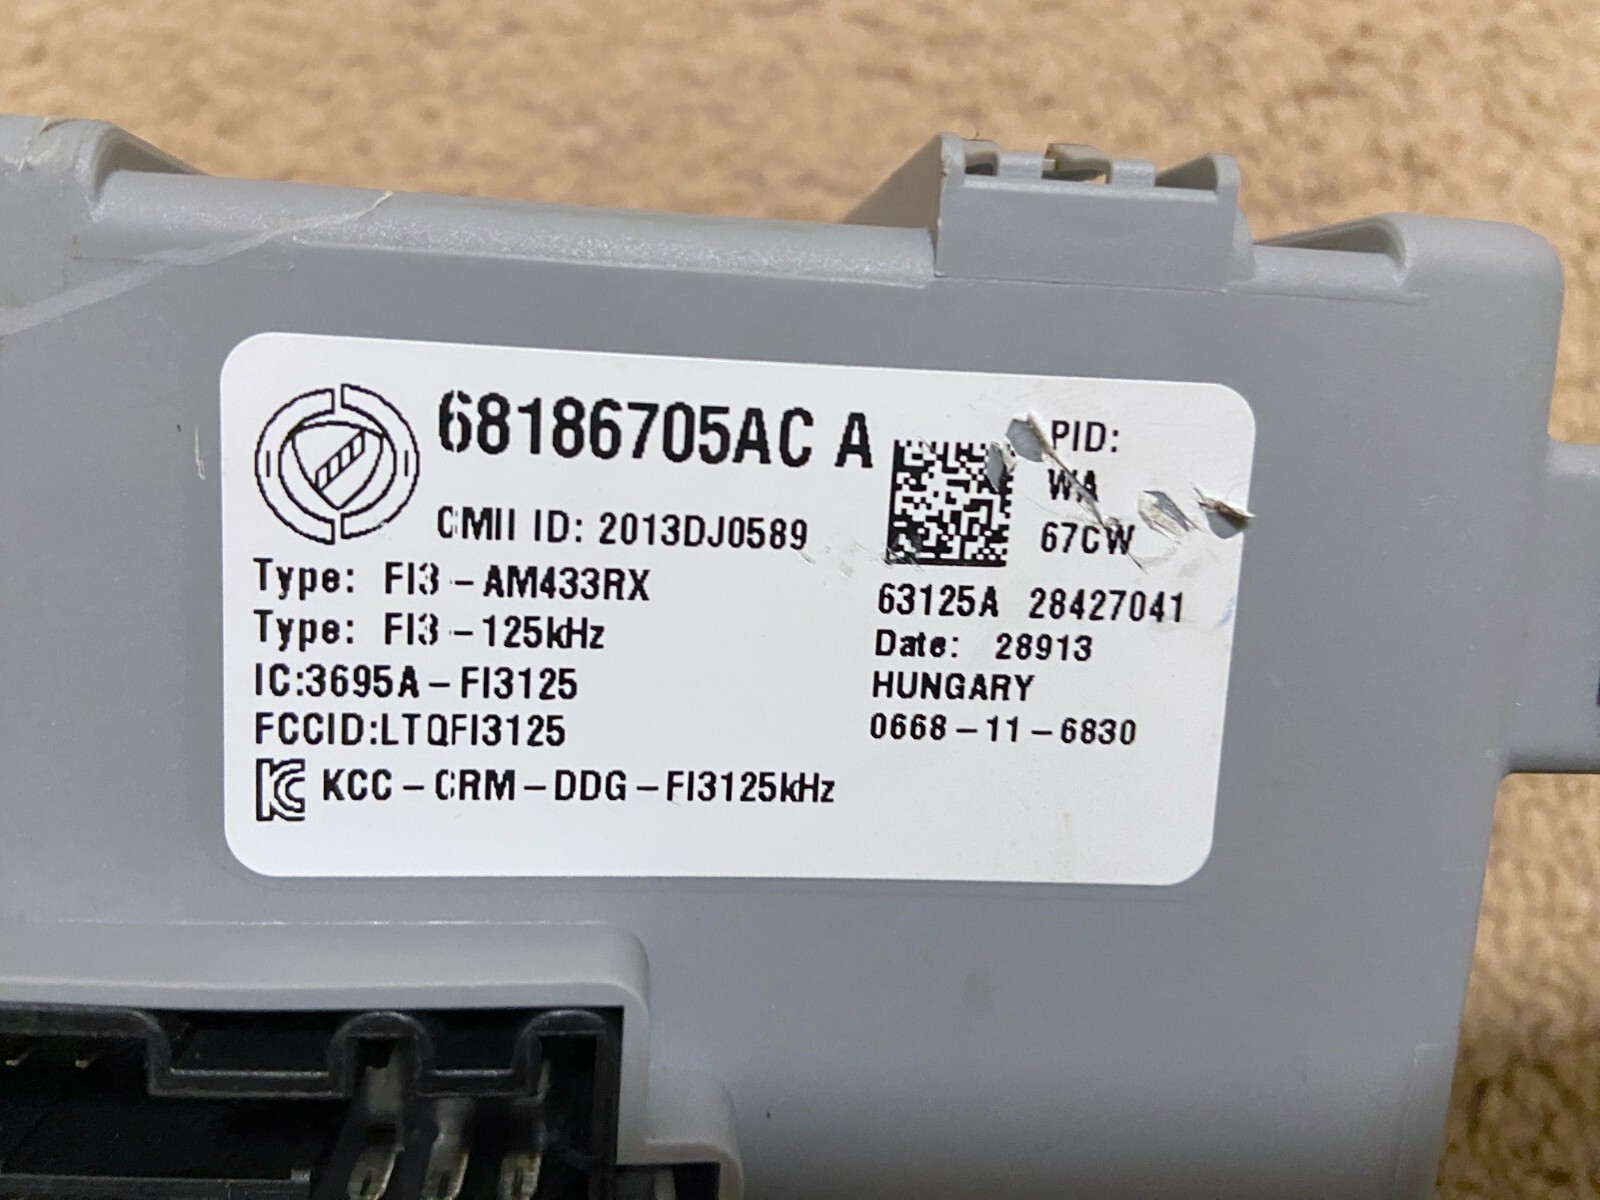 68186705AC A
CMII ID: 2013DJ0589
Type: FI3-AM433RX
Type: FI3-125kHz
IC:3695A-FI3125
FCCID:LTQFI3125
KCC-CRM-DDG-FI3125kHz
PID:
WA
67CW
63125A 28427041
Date: 28913
HUNGARY
0668-11-6830